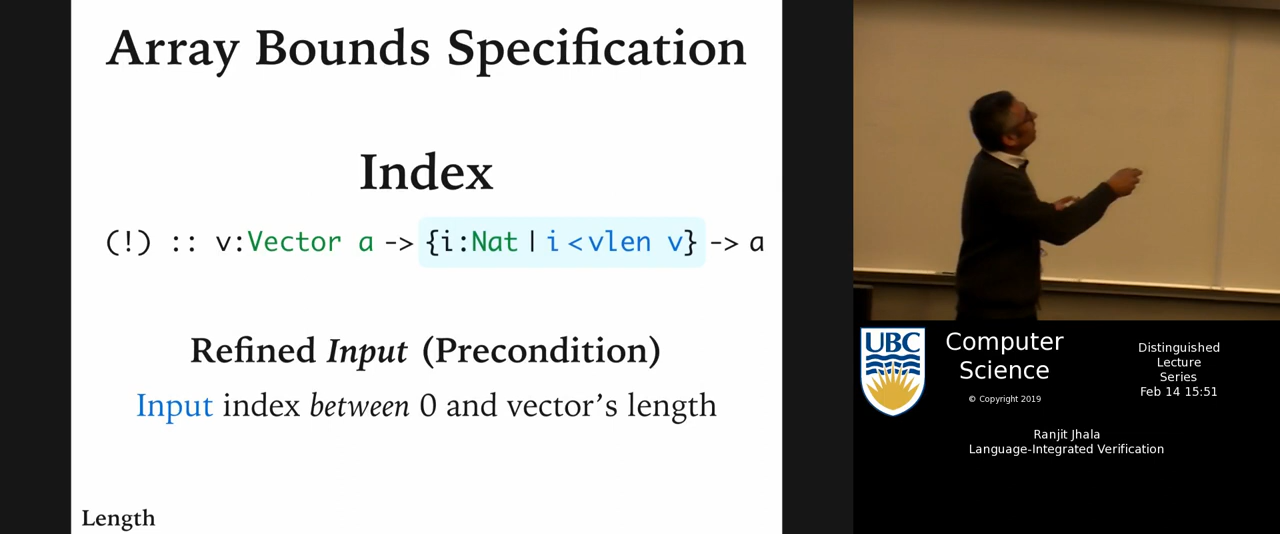 Array Bounds Specification
Index
(!) :: v:Vector a -> {i:Nat | i < vlen v} -> a
Refined Input (Precondition)
Input index between 0 and vector's length
Length
UBC
Computer
Science
© Copyright 2019
Distinguished
Lecture
Series
Feb 14 15:51
Ranjit Jhala
Language-Integrated Verification